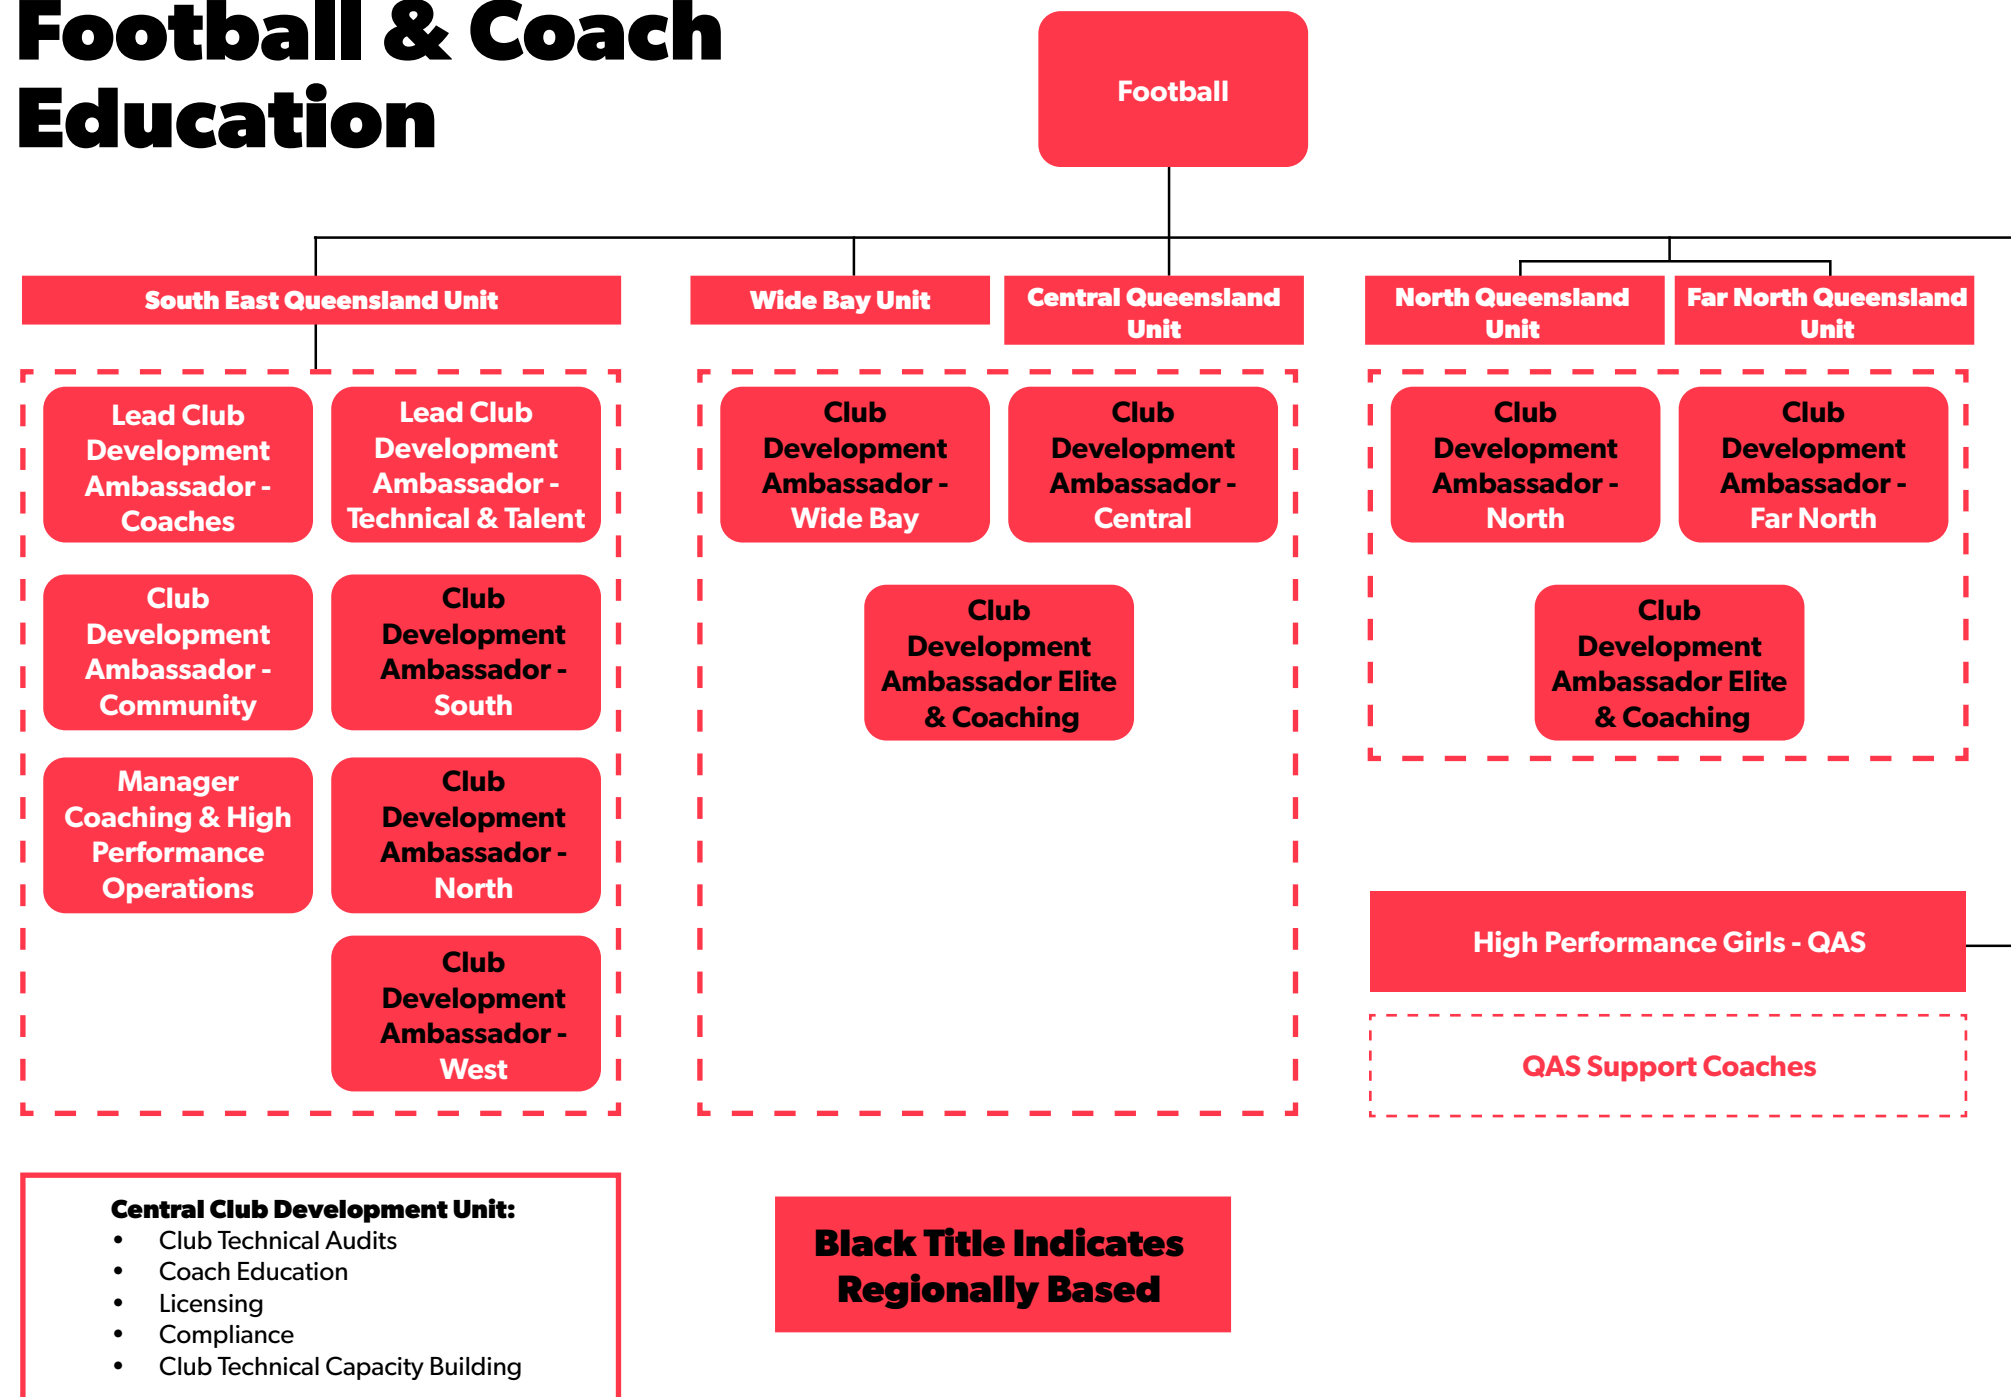 Football & Coach
Education
Football
South East Queensland Unit
Wide Bay Unit
Central Queensland
Unit
North Queensland
Unit
Far North Queensland
Unit
Lead Club
Development
Ambassador -
Coaches
Lead Club
Development
Ambassador -
Technical & Talent
Club
Development
Ambassador -
Community
Club
Development
Ambassador -
South
Manager
Coaching & High
Performance
Operations
Club
Development
Ambassador -
North
Club
Development
Ambassador -
West
Club
Development
Ambassador -
Wide Bay
Club
Development
Ambassador -
Central
Club
Development
Ambassador Elite
& Coaching
Club
Development
Ambassador -
North
Club
Development
Ambassador -
Far North
Club
Development
Ambassador Elite
& Coaching
High Performance Girls - QAS
QAS Support Coaches
Central Club Development Unit:
• Club Technical Audits
• Coach Education
• Licensing
• Compliance
• Club Technical Capacity Building
Black Title Indicates
Regionally Based